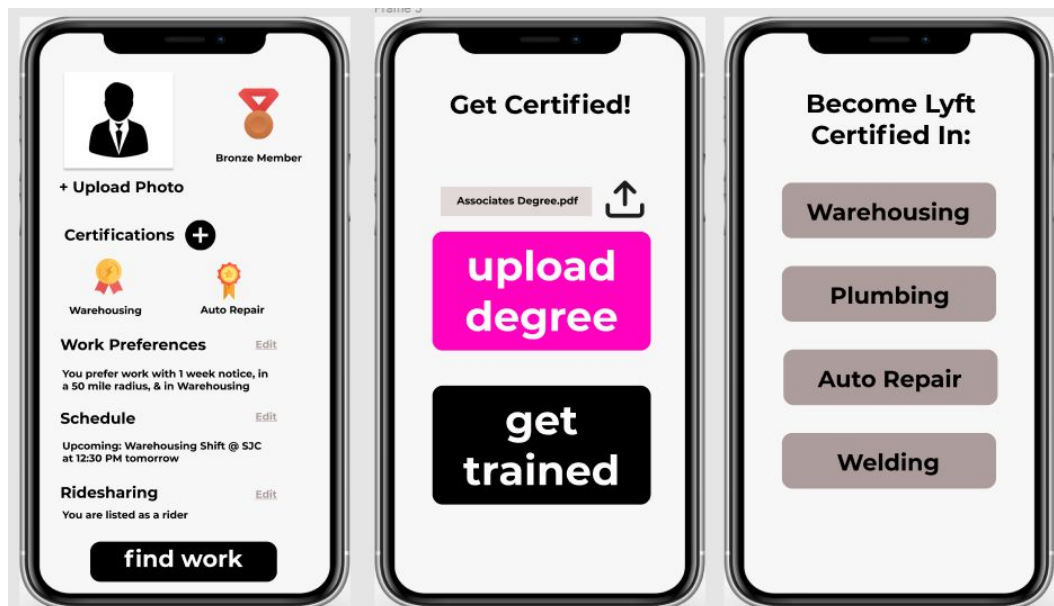 Frame 3
Bronze Member
+ Upload Photo
Certifications
Warehousing
Auto Repair
Work Preferences
Edit
You prefer work with 1 week notice, in
a 50 mile radius, & in Warehousing
Schedule
Edit
Upcoming: Warehousing Shift @ SJC
at 12:30 PM tomorrow
Ridesharing
Edit
You are listed as a rider
find work
Get Certified!
Associates Degree.pdf
upload
degree
get
trained
Become Lyft
Certified In:
Warehousing
Plumbing
Auto Repair
Welding